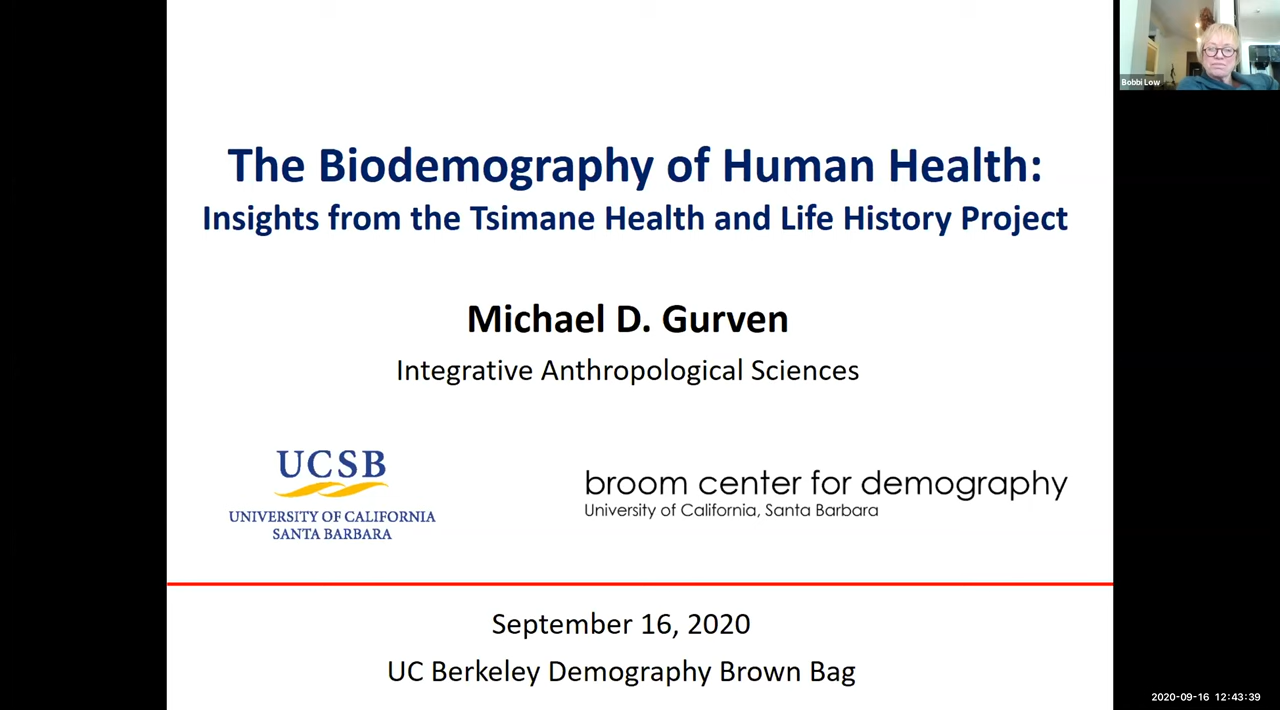 The Biodemography of Human Health:
Insights from the Tsimane Health and Life History Project
Michael D. Gurven
Integrative Anthropological Sciences
UCSB
UNIVERSITY OF CALIFORNIA
SANTA BARBARA
broom center for demography
University of California, Santa Barbara
September 16, 2020
UC Berkeley Demography Brown Bag
Bobbi Low
2020-09-16 12:43:39